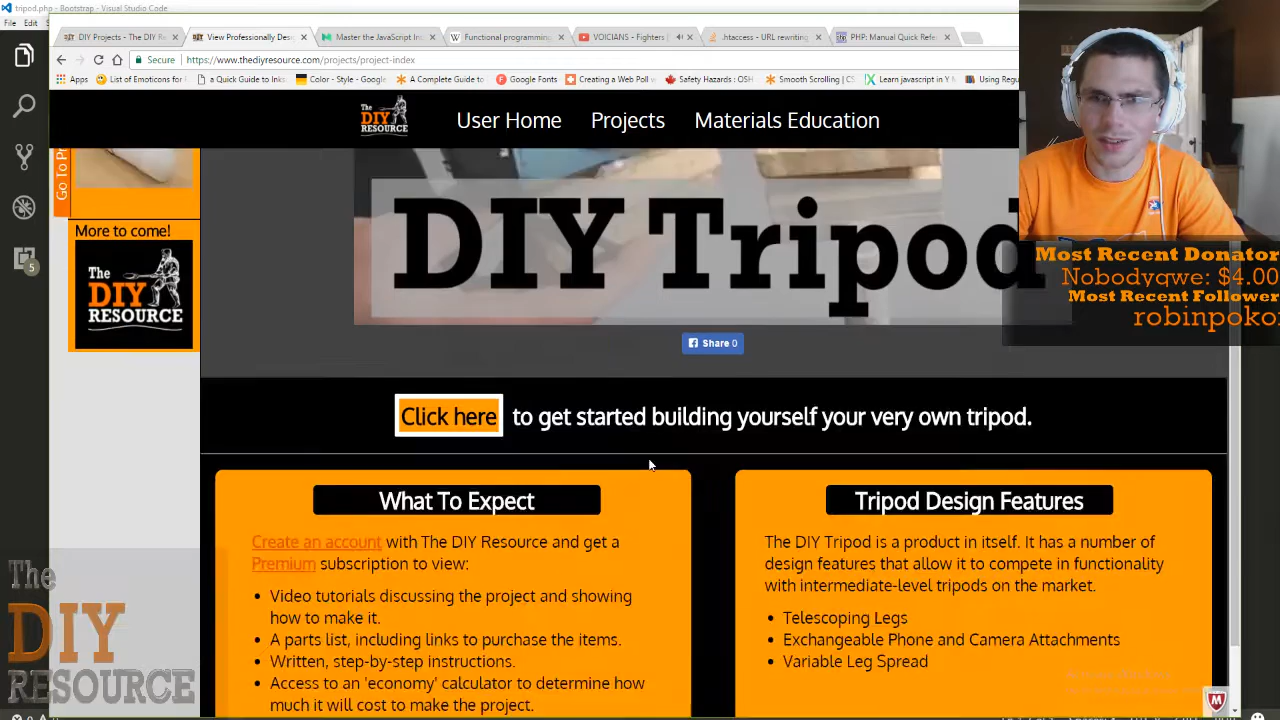 tripod.php - Bootstrap - Visual Studio Code
File Edit
DIY Projects - The DIY Re
View Professionally Desi
Master the JavaScript In
Functional programmin
VOICIANS - Fighters |
.htaccess - URL rewriting
PHP: Manual Quick Refe
Secure https://www.thediyresource.com/projects/project-index
Apps
List of Emoticons for
a Quick Guide to Inks
Color - Style - Google
A Complete Guide to
Google Fonts
Creating a Web Poll w
Safety Hazards : OSH
Smooth Scrolling | CS
Learn javascript in Y M
Using Regu
The DIY RESOURCE
User Home Projects Materials Education
Go To Pr
More to come!
The
DIY
RESOURCE
DIY Tripod
Share 0
Click here to get started building yourself your very own tripod.
What To Expect
Create an account with The DIY Resource and get a
Premium subscription to view:
• Video tutorials discussing the project and showing
how to make it.
• A parts list, including links to purchase the items.
• Written, step-by-step instructions.
• Access to an 'economy' calculator to determine how
much it will cost to make the project.
Tripod Design Features
The DIY Tripod is a product in itself. It has a number of
design features that allow it to compete in functionality
with intermediate-level tripods on the market.
• Telescoping Legs
• Exchangeable Phone and Camera Attachments
• Variable Leg Spread
Most Recent Donator
Nobodyqwe: $4.00
Most Recent Follower
robinpoko
5
The
DIY
RESOURCE